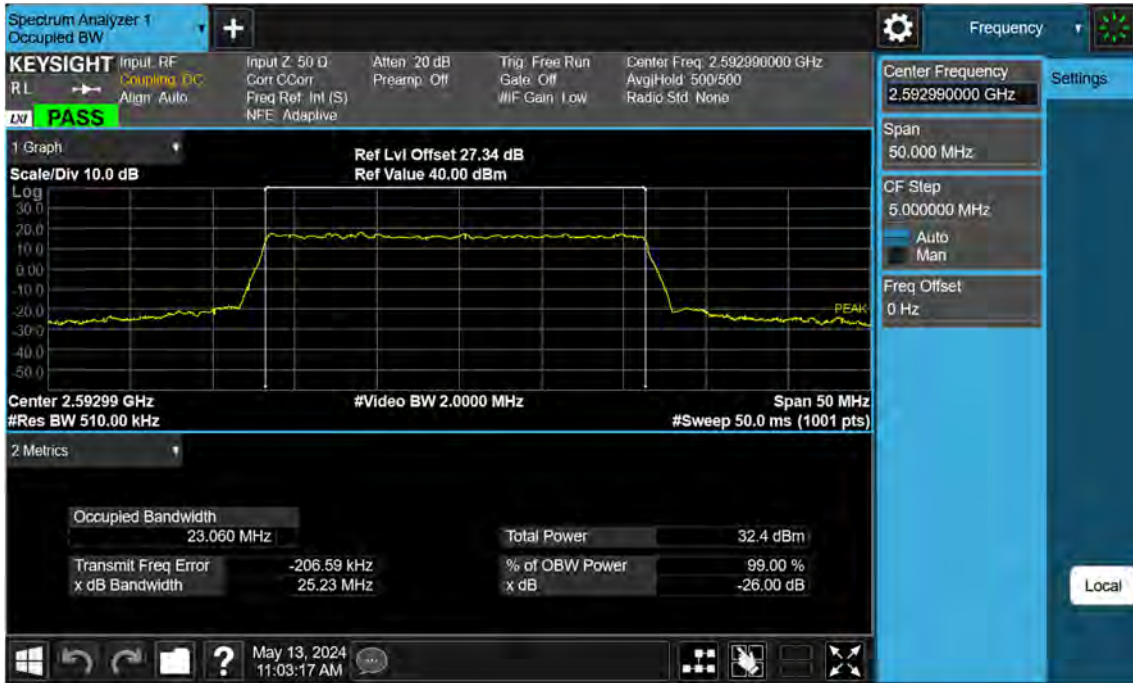 Spectrum Analyzer 1
Occupied BW
+
Frequency
KEYSIGHT Input: RF
Coupling: DC
Align: Auto
RL
LXI PASS
Input Z: 50 Ω
Corr CCorr
Freq Ref: Int (S)
NFE: Adaptive
Atten: 20 dB
Preamp: Off
Trig: Free Run
Gate: Off
#IF Gain: Low
Center Freq: 2.592990000 GHz
Avg|Hold: 500/500
Radio Std: None
Center Frequency
2.592990000 GHz
Settings
Span
50.000 MHz
CF Step
5.000000 MHz
Auto
Man
Freq Offset
0 Hz
Local
1 Graph
Scale/Div 10.0 dB
Ref Lvl Offset 27.34 dB
Ref Value 40.00 dBm
Log
30.0
20.0
10.0
0.00
-10.0
-20.0
-30.0
-40.0
-50.0
PEAK
Center 2.59299 GHz
#Video BW 2.0000 MHz
Span 50 MHz
#Res BW 510.00 kHz
#Sweep 50.0 ms (1001 pts)
2 Metrics
Occupied Bandwidth
23.060 MHz
Total Power 32.4 dBm
Transmit Freq Error -206.59 kHz
% of OBW Power 99.00 %
x dB Bandwidth 25.23 MHz
x dB -26.00 dB
?
May 13, 2024
11:03:17 AM